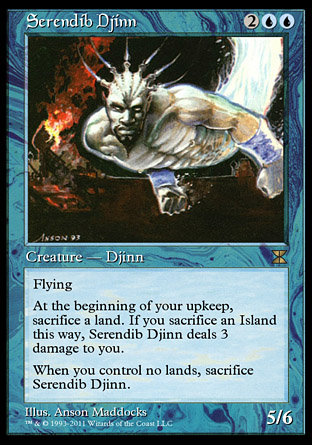 Serendib Djinn 2
ANSON 93
Creature — Djinn
Flying
At the beginning of your upkeep,
sacrifice a land. If you sacrifice an Island
this way, Serendib Djinn deals 3
damage to you.
When you control no lands, sacrifice
Serendib Djinn.
Illus. Anson Maddocks
™ & © 1993-2011 Wizards of the Coast LLC
5/6